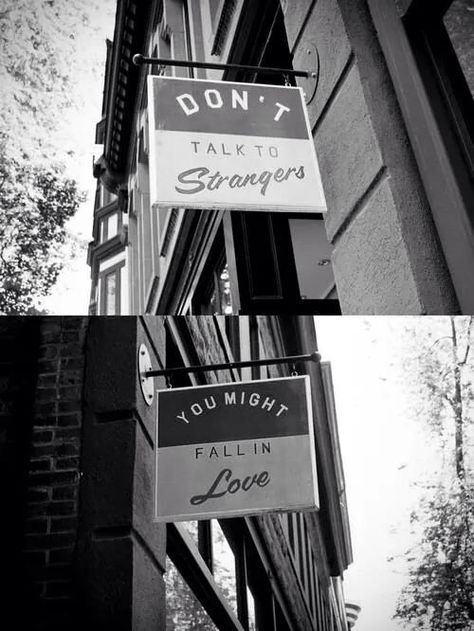 DON'T
TALK TO
Strangers
YOU MIGHT
FALL IN
Love